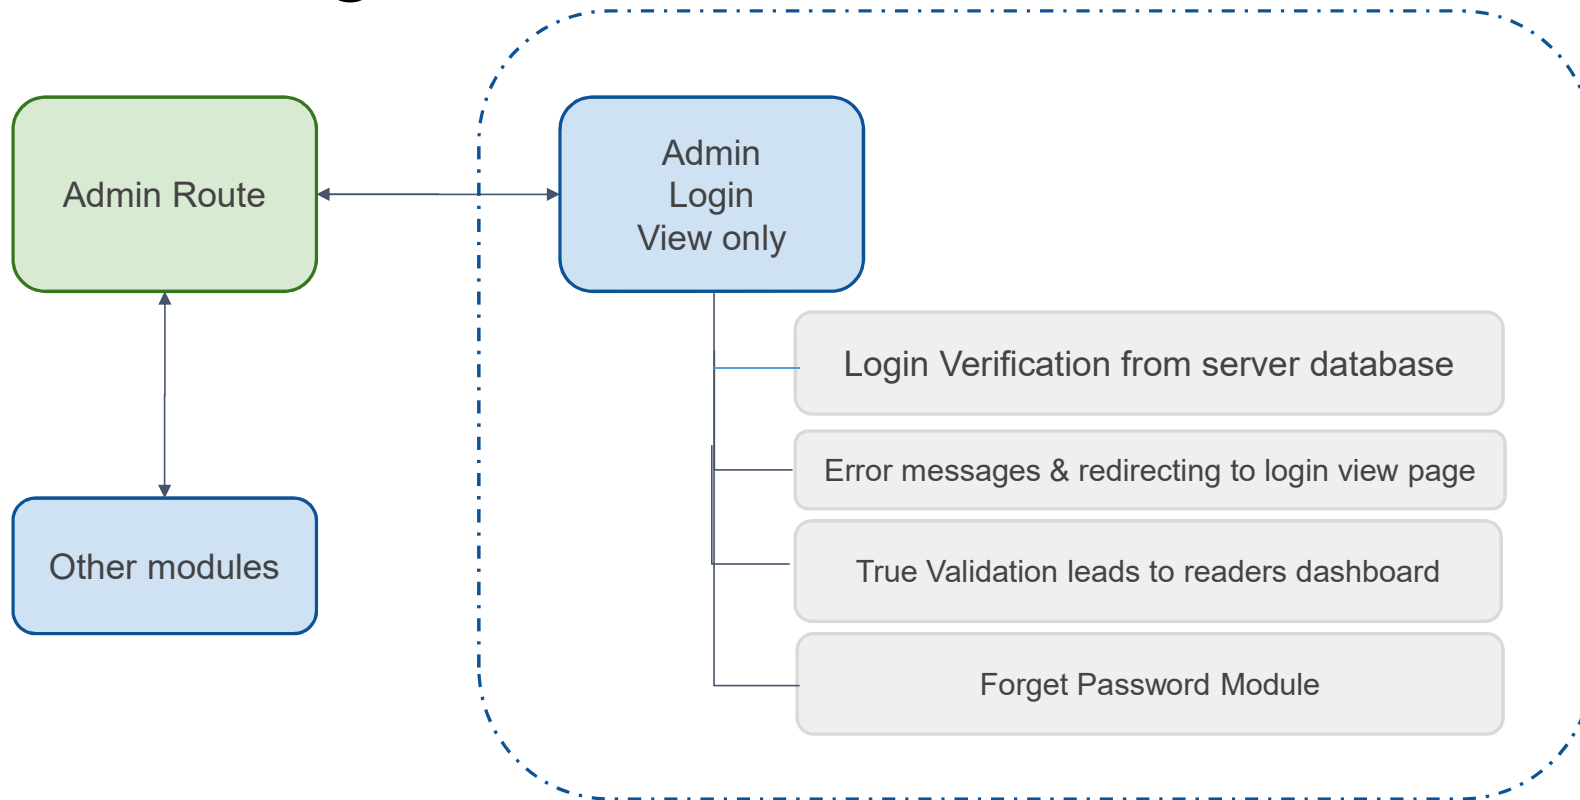 Admin Route
Admin
Login
View only
Login Verification from server database
Error messages & redirecting to login view page
Other modules
True Validation leads to readers dashboard
Forget Password Module